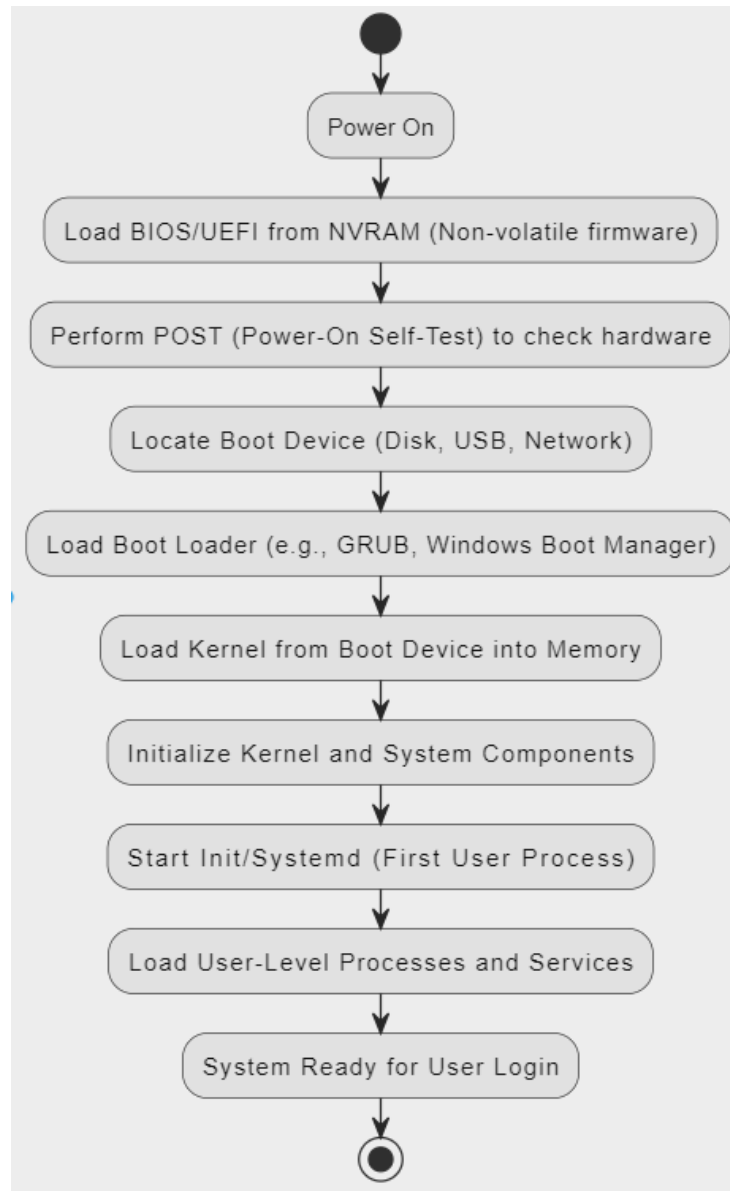 Power On
Load BIOS/UEFI from NVRAM (Non-volatile firmware)
Perform POST (Power-On Self-Test) to check hardware
Locate Boot Device (Disk, USB, Network)
Load Boot Loader (e.g., GRUB, Windows Boot Manager)
Load Kernel from Boot Device into Memory
Initialize Kernel and System Components
Start Init/Systemd (First User Process)
Load User-Level Processes and Services
System Ready for User Login